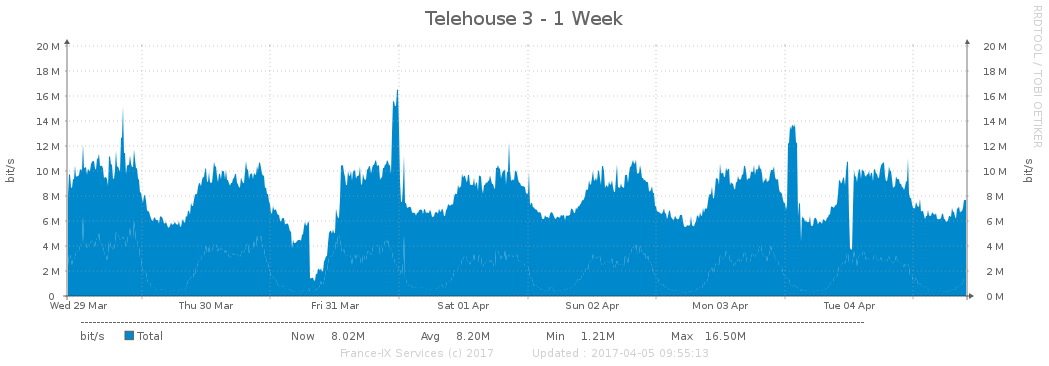 Telehouse 3 - 1 Week
RRDTOOL / TOBI OETIKER
bit/s
20 M 20 M
18 M 18 M
16 M 16 M
14 M 14 M
12 M 12 M
10 M 10 M
8 M 8 M
6 M 6 M
4 M 4 M
2 M 2 M
0 0 M
bit/s
Wed 29 Mar Thu 30 Mar Fri 31 Mar Sat 01 Apr Sun 02 Apr Mon 03 Apr Tue 04 Apr
bit/s Total Now 8.02M Avg 8.20M Min 1.21M Max 16.50M
France-IX Services (c) 2017 Updated : 2017-04-05 09:55:13